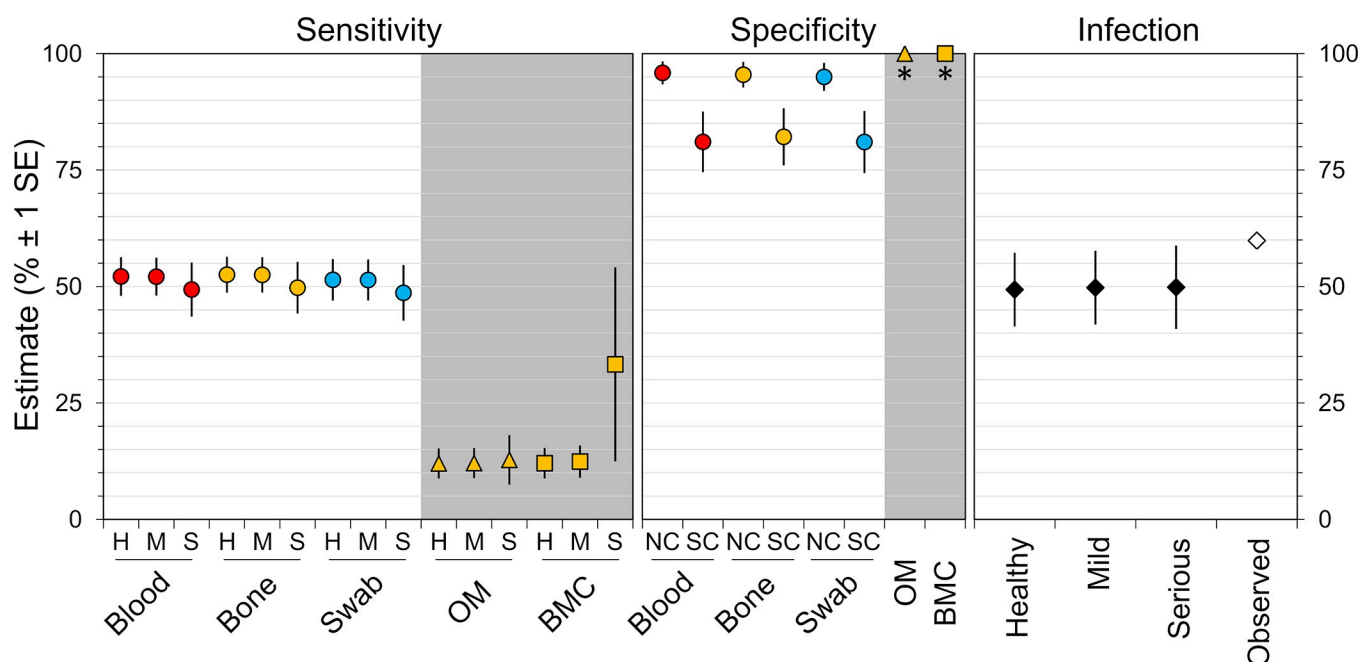 Sensitivity
Specificity
Infection
Estimate (% ± 1 SE)
100
75
50
25
0
* *
100
75
50
25
0
H M S H M S H M S H M S H M S
Blood Bone Swab OM BMC
NC SC NC SC NC SC
Blood Bone Swab OM BMC
Healthy
Mild
Serious
Observed